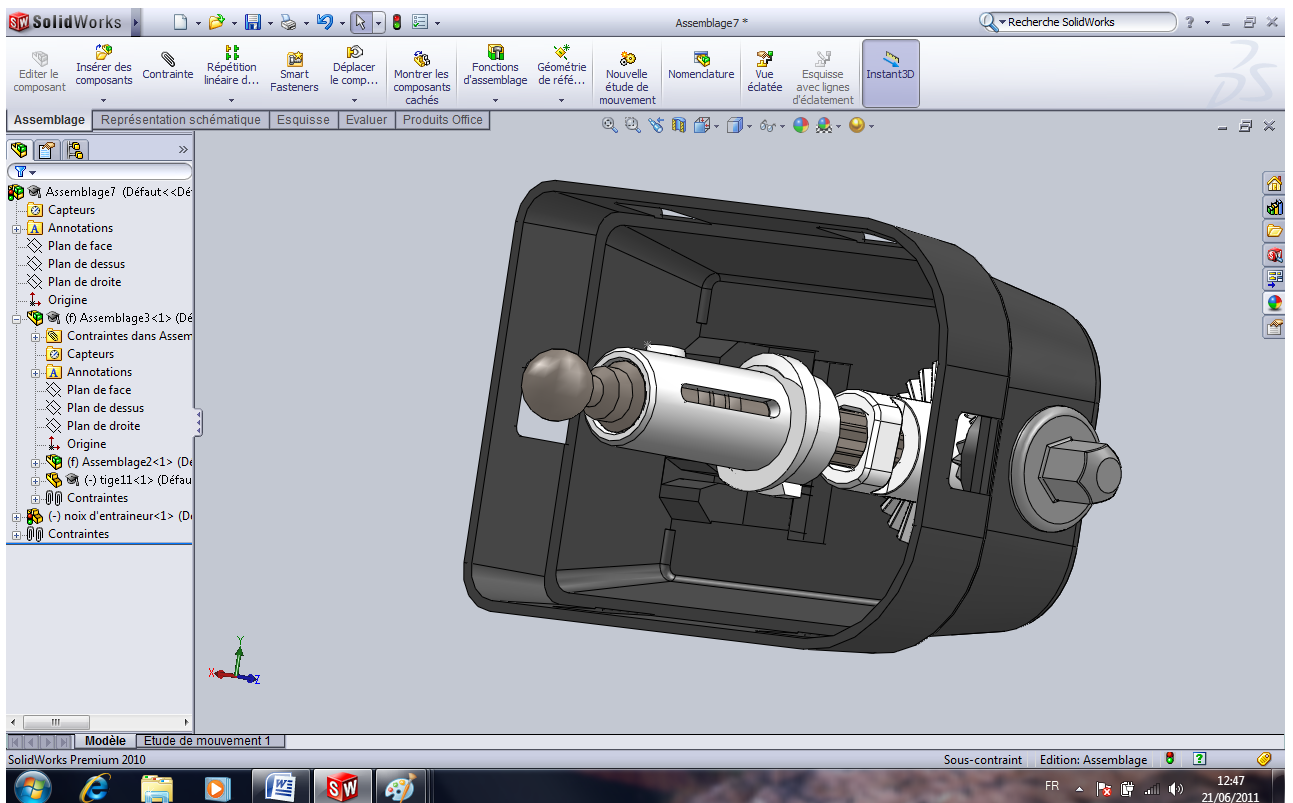 SolidWorks
Assemblage7 *
Recherche SolidWorks
Editer le composant
Insérer des composants
Contrainte
Répétition linéaire d...
Smart Fasteners
Déplacer le comp...
Montrer les composants cachés
Fonctions d'assemblage
Géométrie de réfé...
Nouvelle étude de mouvement
Nomenclature
Vue éclatée
Esquisse avec lignes d'éclatement
Instant3D
Assemblage
Représentation schématique
Esquisse
Evaluer
Produits Office
Assemblage7 (Défaut<<Dé
Capteurs
Annotations
Plan de face
Plan de dessus
Plan de droite
Origine
(f) Assemblage3<1> (Dé
Contraintes dans Assem
Capteurs
Annotations
Plan de face
Plan de dessus
Plan de droite
Origine
(f) Assemblage2<1> (De
(-) tige11<1> (Défau
Contraintes
(-) noix d'entraineur<1> (De
Contraintes
Y
X
Z
Modèle
Etude de mouvement 1
SolidWorks Premium 2010
Sous-contraint
Edition: Assemblage
FR
12:47
21/06/2011